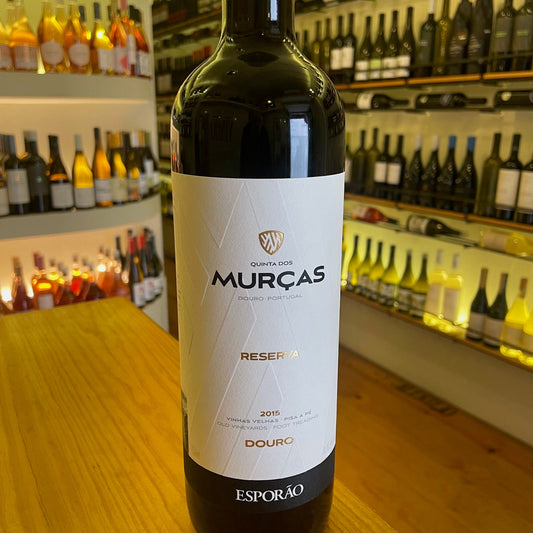 QUINTA DOS
MURÇAS
DOURO · PORTUGAL
RESERVA
2015
VINHAS VELHAS · PISA A PÉ
OLD VINEYARDS · FOOT TREADING
DOURO
ESPORÃO